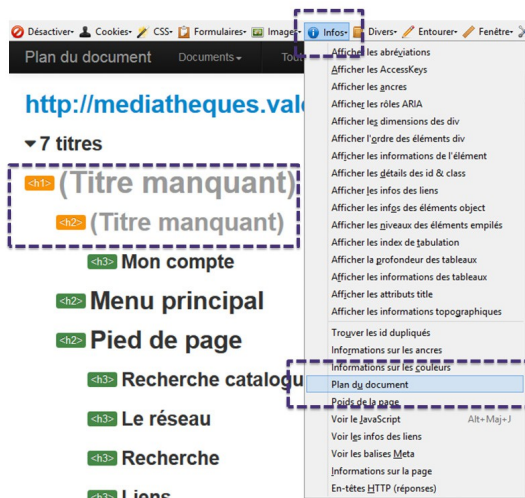 Désactiver Cookies CSS Formulaires Images Infos Divers Entourer Fenêtre
Plan du document Documents
http://mediatheques.val
7 titres
<h1> (Titre manquant)
<h2> (Titre manquant)
<h3> Mon compte
<h2> Menu principal
<h2> Pied de page
<h3> Recherche catalogu
<h3> Le réseau
<h3> Recherche
<h3> Liens
Afficher les abréviations
Afficher les AccessKeys
Afficher les ancres
Afficher les rôles ARIA
Afficher les dimensions des div
Afficher l'ordre des éléments div
Afficher les informations de l'élément
Afficher les détails des id & class
Afficher les infos des liens
Afficher les infos des éléments object
Afficher les niveaux des éléments empilés
Afficher les index de tabulation
Afficher la profondeur des tableaux
Afficher les informations des tableaux
Afficher les attributs title
Afficher les informations topographiques
Trouver les id dupliqués
Informations sur les ancres
Informations sur les couleurs
Plan du document
Poids de la page
Voir le JavaScript Alt+Maj+J
Voir les infos des liens
Voir les balises Meta
Informations sur la page
En-têtes HTTP (réponses)